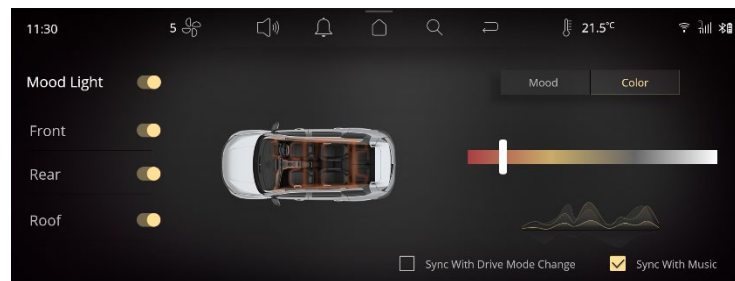 11:30
5
21.5°C
Mood Light
Mood
Color
Front
Rear
Roof
Sync With Drive Mode Change
Sync With Music